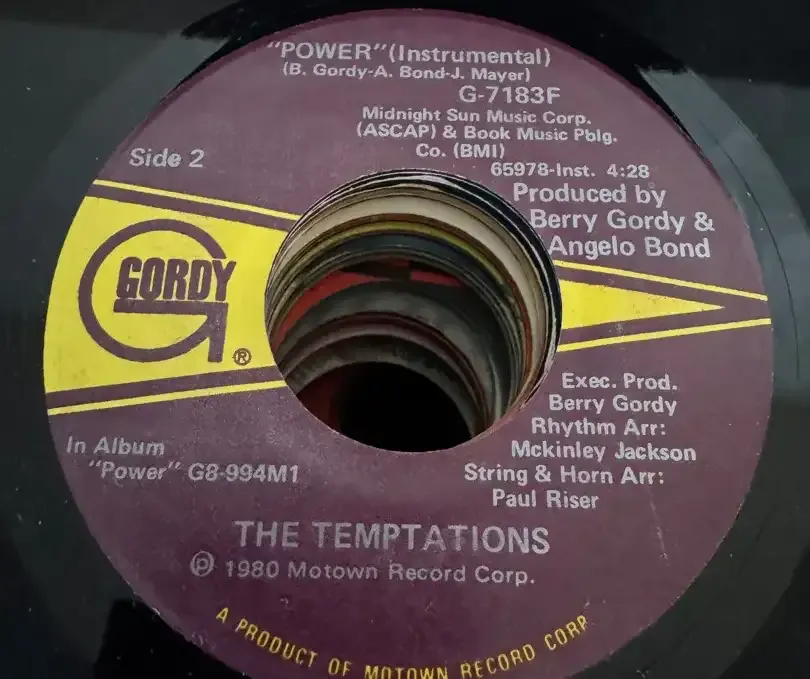 "POWER" (Instrumental)
(B. Gordy-A. Bond-J. Mayer)
G-7183F
Midnight Sun Music Corp.
(ASCAP) & Book Music Pblg.
Co. (BMI)
Side 2
65978-Inst. 4:28
Produced by
Berry Gordy &
Angelo Bond
GORDY
®
Exec. Prod.
Berry Gordy
Rhythm Arr:
Mckinley Jackson
String & Horn Arr:
Paul Riser
In Album
"Power" G8-994M1
THE TEMPTATIONS
℗ 1980 Motown Record Corp.
A PRODUCT OF MOTOWN RECORD CORP